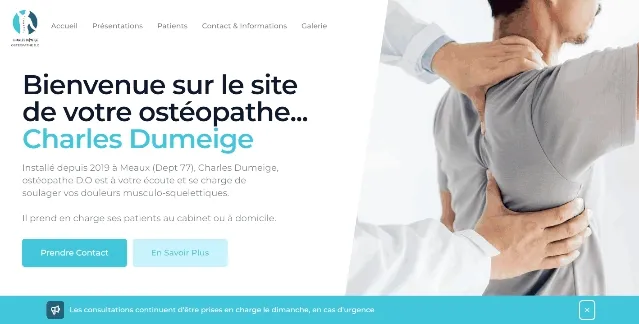 Accueil
Présentations
Patients
Contact & Informations
Galerie
Bienvenue sur le site
de votre ostéopathe...
Charles Dumeige
Installé depuis 2019 à Meaux (Dept 77), Charles Dumeige,
ostéopathe D.O est à votre écoute et se charge de
soulager vos douleurs musculo-squelettiques.
Il prend en charge ses patients au cabinet ou à domicile.
Prendre Contact
En Savoir Plus
Les consultations continuent d'être prises en charge le dimanche, en cas d'urgence